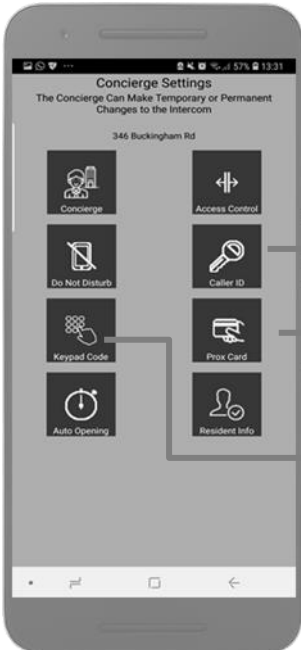 57% 13:31
Concierge Settings
The Concierge Can Make Temporary or Permanent
Changes to the Intercom
346 Buckingham Rd
Concierge
Access Control
Do Not Disturb
Caller ID
Keypad Code
Prox Card
Auto Opening
Resident Info